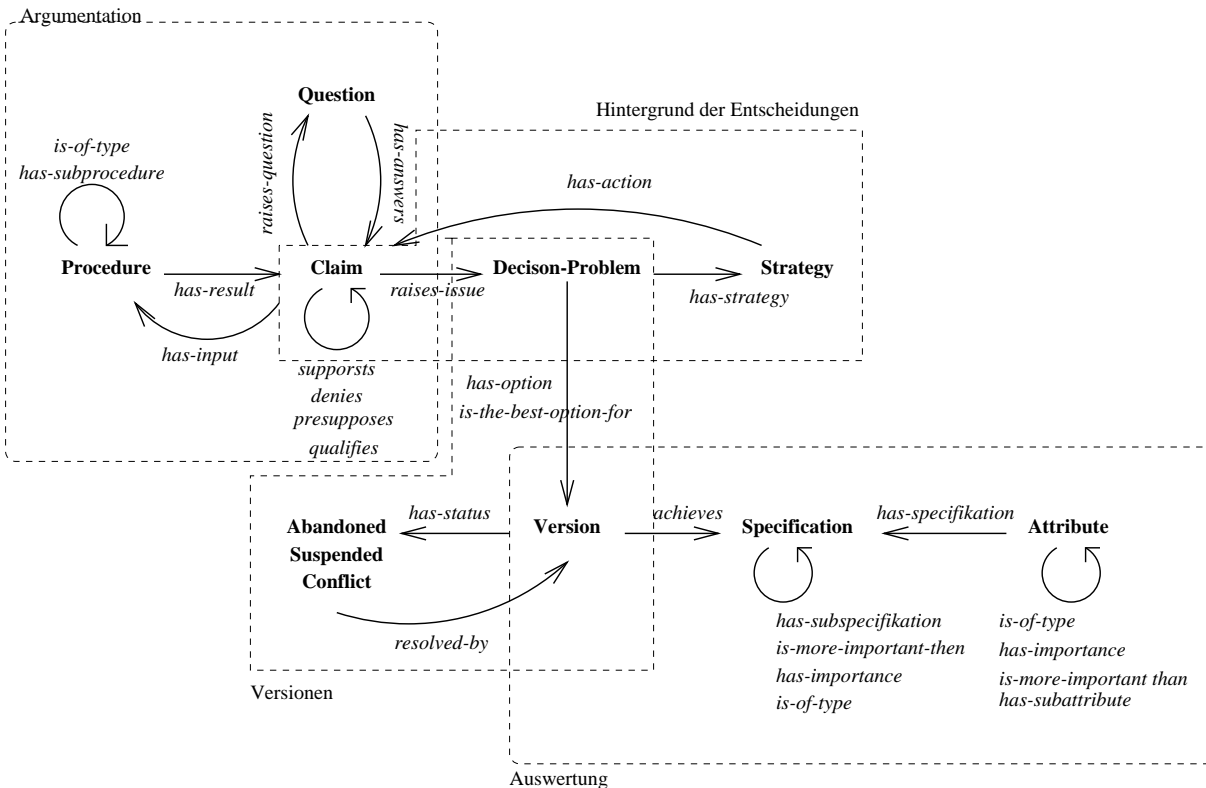 Argumentation
Question
Hintergrund der Entscheidungen
raises-question
has-answers
is-of-type
has-subprocedure
has-action
Procedure
Claim
Decison-Problem
Strategy
has-result
raises-issue
has-strategy
has-input
supporsts
denies
presupposes
qualifies
has-option
is-the-best-option-for
has-status
achieves
has-specifikation
Abandoned
Suspended
Conflict
Version
Specification
Attribute
resolved-by
has-subspecifikation
is-more-important-then
has-importance
is-of-type
is-of-type
has-importance
is-more-important than
has-subattribute
Versionen
Auswertung